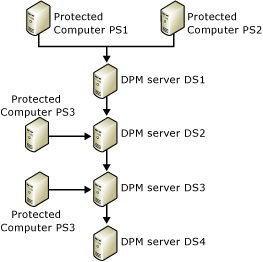 Protected
Computer PS1
Protected
Computer PS2
DPM server DS1
Protected
Computer PS3
DPM server DS2
DPM server DS3
Protected
Computer PS3
DPM server DS4